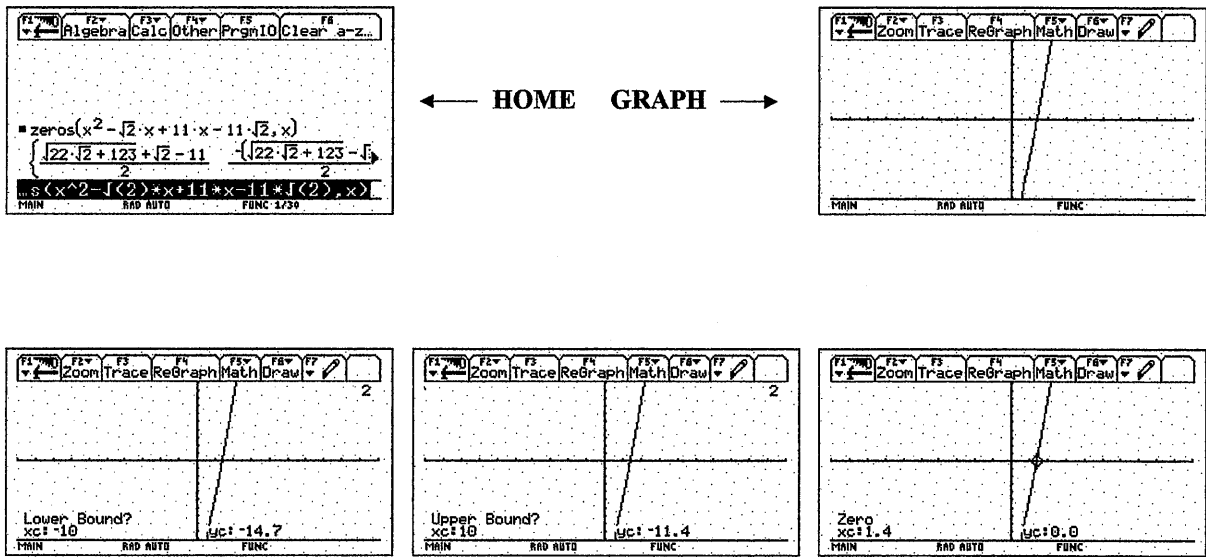 F1 F2 F3 F4 F5 F6
Algebra Calc Other PrgmIO Clear a-z…
▪ zeros(x² - √2·x + 11·x - 11·√2, x)
{ (√(22·√2 + 123) + √2 - 11)/2 -(√(22·√2 + 123) - √
…s(x^2-√(2)*x+11*x-11*√(2),x)
MAIN RAD AUTO FUNC 1/30
← HOME GRAPH →
F1 F2 F3 F4 F5 F6 F7
Zoom Trace ReGraph Math Draw
MAIN RAD AUTO FUNC
F1 F2 F3 F4 F5 F6 F7
Zoom Trace ReGraph Math Draw
2
Lower Bound?
xc: -10 yc: -14.7
MAIN RAD AUTO FUNC
F1 F2 F3 F4 F5 F6 F7
Zoom Trace ReGraph Math Draw
2
Upper Bound?
xc: 10 yc: -11.4
MAIN RAD AUTO FUNC
F1 F2 F3 F4 F5 F6 F7
Zoom Trace ReGraph Math Draw
Zero
xc: 1.4 yc: 0.0
MAIN RAD AUTO FUNC